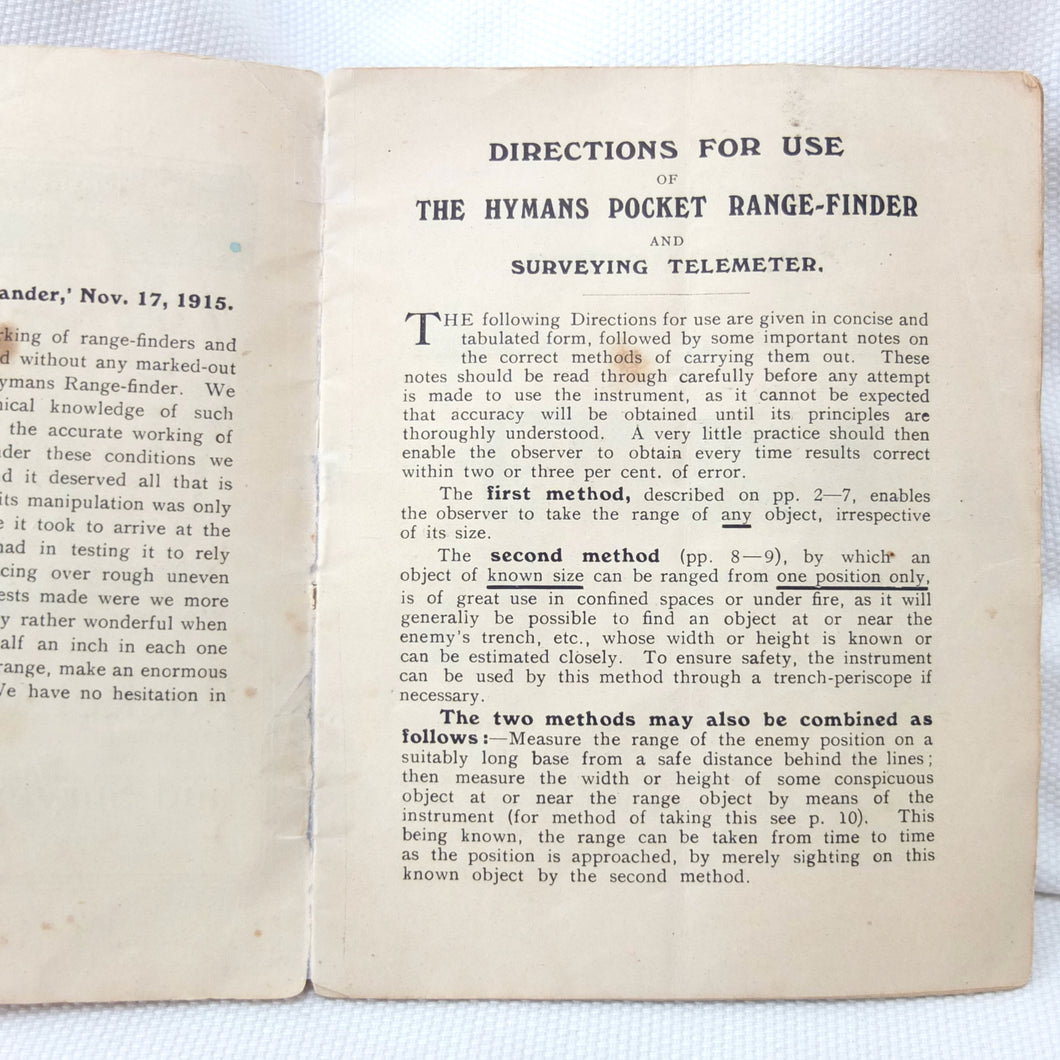 ander,' Nov. 17, 1915.
king of range-finders and
d without any marked-out
ymans Range-finder. We
nical knowledge of such
the accurate working of
der these conditions we
d it deserved all that is
its manipulation was only
e it took to arrive at the
had in testing it to rely
cing over rough uneven
ests made were we more
y rather wonderful when
alf an inch in each one
range, make an enormous
We have no hesitation in
DIRECTIONS FOR USE
OF
THE HYMANS POCKET RANGE-FINDER
AND
SURVEYING TELEMETER.
THE following Directions for use are given in concise and
tabulated form, followed by some important notes on
the correct methods of carrying them out. These
notes should be read through carefully before any attempt
is made to use the instrument, as it cannot be expected
that accuracy will be obtained until its principles are
thoroughly understood. A very little practice should then
enable the observer to obtain every time results correct
within two or three per cent. of error.
The first method, described on pp. 2—7, enables
the observer to take the range of any object, irrespective
of its size.
The second method (pp. 8—9), by which an
object of known size can be ranged from one position only,
is of great use in confined spaces or under fire, as it will
generally be possible to find an object at or near the
enemy's trench, etc., whose width or height is known or
can be estimated closely. To ensure safety, the instrument
can be used by this method through a trench-periscope if
necessary.
The two methods may also be combined as
follows:—Measure the range of the enemy position on a
suitably long base from a safe distance behind the lines;
then measure the width or height of some conspicuous
object at or near the range object by means of the
instrument (for method of taking this see p. 10). This
being known, the range can be taken from time to time
as the position is approached, by merely sighting on this
known object by the second method.